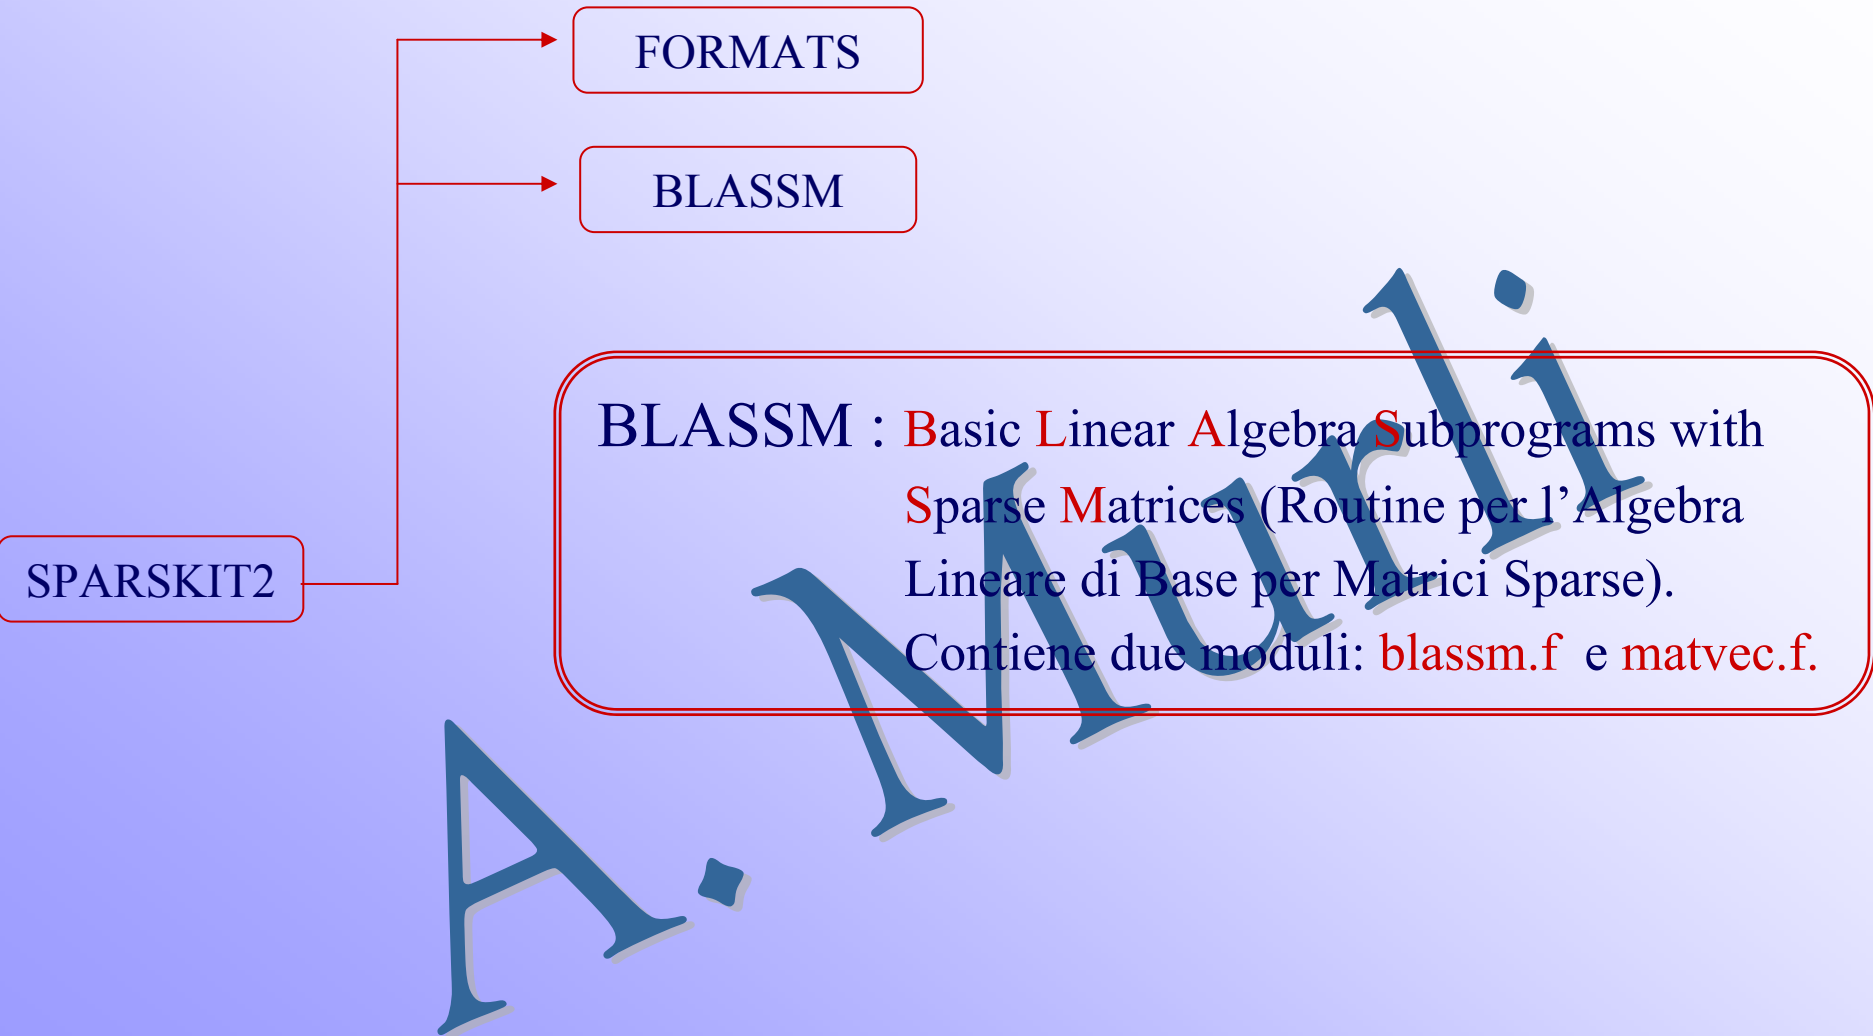 FORMATS
BLASSM
BLASSM : Basic Linear Algebra Subprograms with
Sparse Matrices (Routine per l’Algebra
Lineare di Base per Matrici Sparse).
Contiene due moduli: blassm.f e matvec.f.
SPARSKIT2
A. Murli